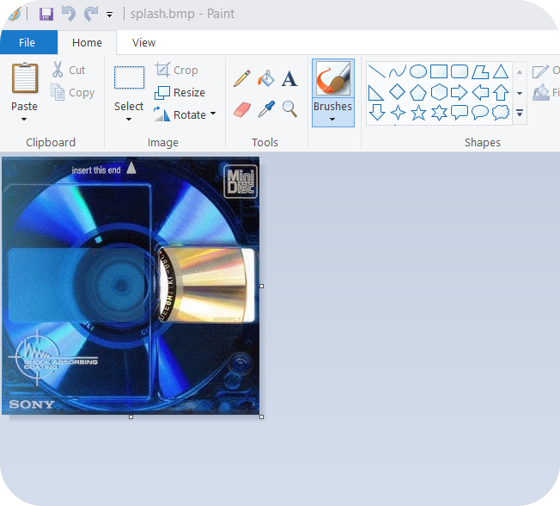 splash.bmp - Paint
File Home View
Paste
Cut
Copy
Clipboard
Select
Crop
Resize
Rotate
Image
A
Tools
Brushes
Shapes
insert this end
Mini
Disc
SHOCK ABSORBING
COATING
SONY